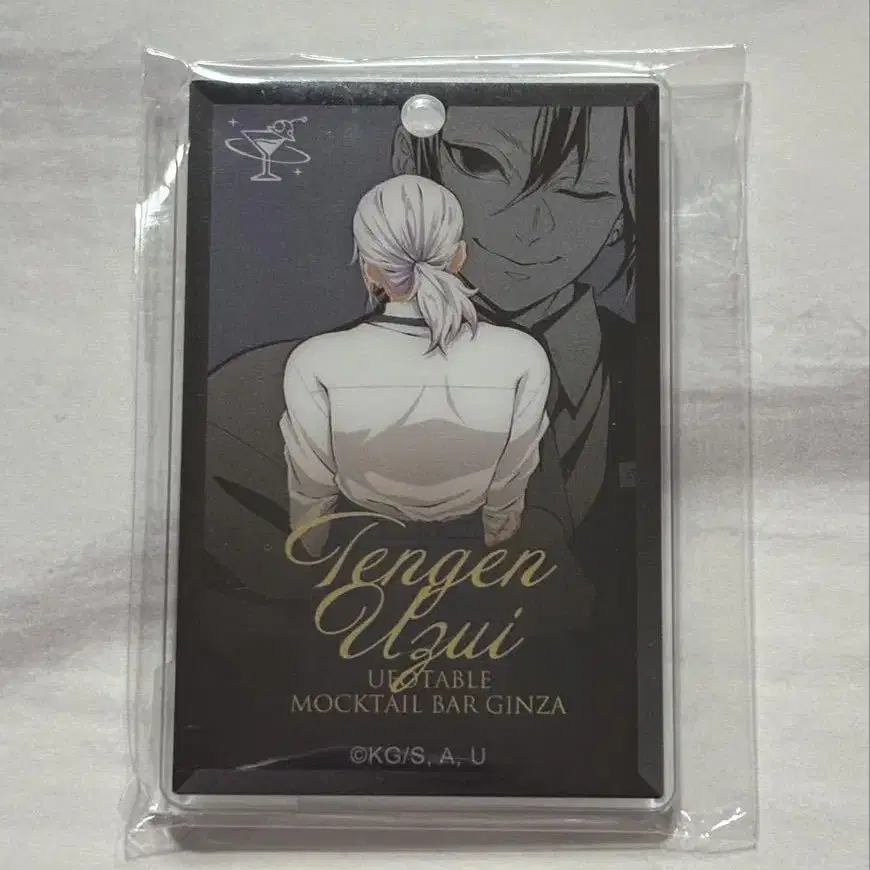 Tengen
Uzui
UFOTABLE
MOCKTAIL BAR GINZA
©KG/S, A, U